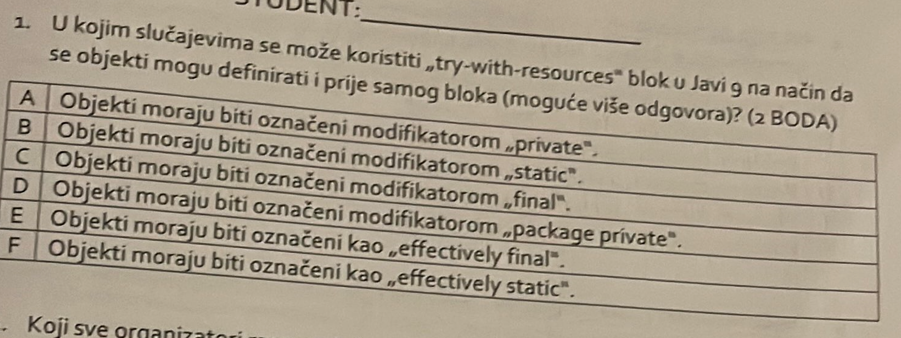 STUDENT:
1. U kojim slučajevima se može koristiti „try-with-resources" blok u Javi 9 na način da
se objekti mogu definirati i prije samog bloka (moguće više odgovora)? (2 BODA)
A Objekti moraju biti označeni modifikatorom „private".
B Objekti moraju biti označeni modifikatorom „static".
C Objekti moraju biti označeni modifikatorom „final".
D Objekti moraju biti označeni modifikatorom „package private".
E Objekti moraju biti označeni kao „effectively final".
F Objekti moraju biti označeni kao „effectively static".
. Koji sve